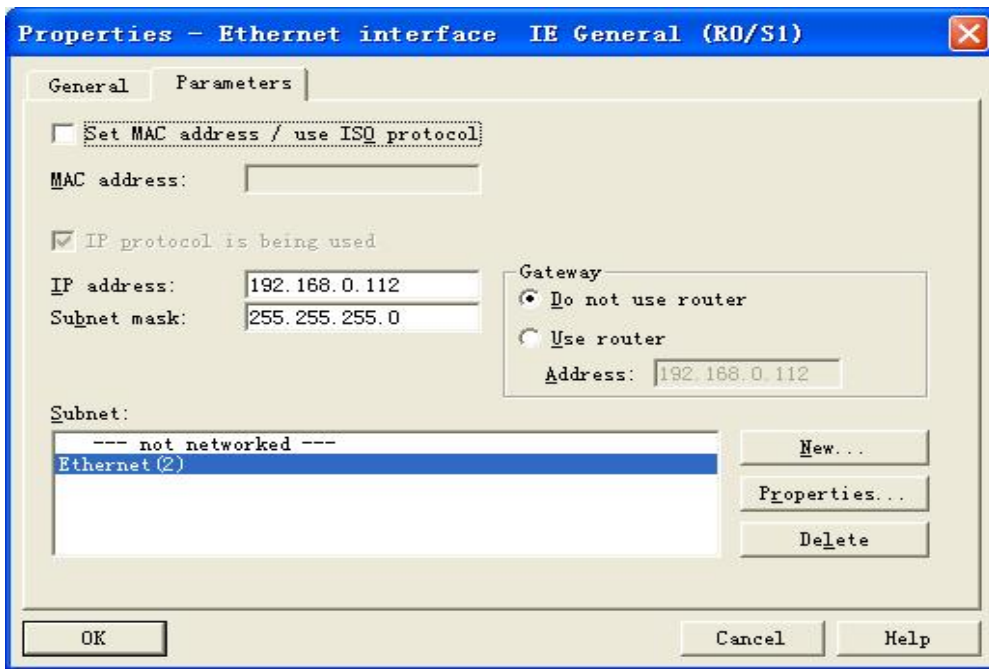 Properties - Ethernet interface IE General (R0/S1)
General Parameters
Set MAC address / use ISO protocol
MAC address:
IP protocol is being used
IP address: 192.168.0.112
Subnet mask: 255.255.255.0
Gateway
Do not use router
Use router
Address: 192.168.0.112
Subnet:
--- not networked ---
Ethernet(2)
New...
Properties...
Delete
OK Cancel Help